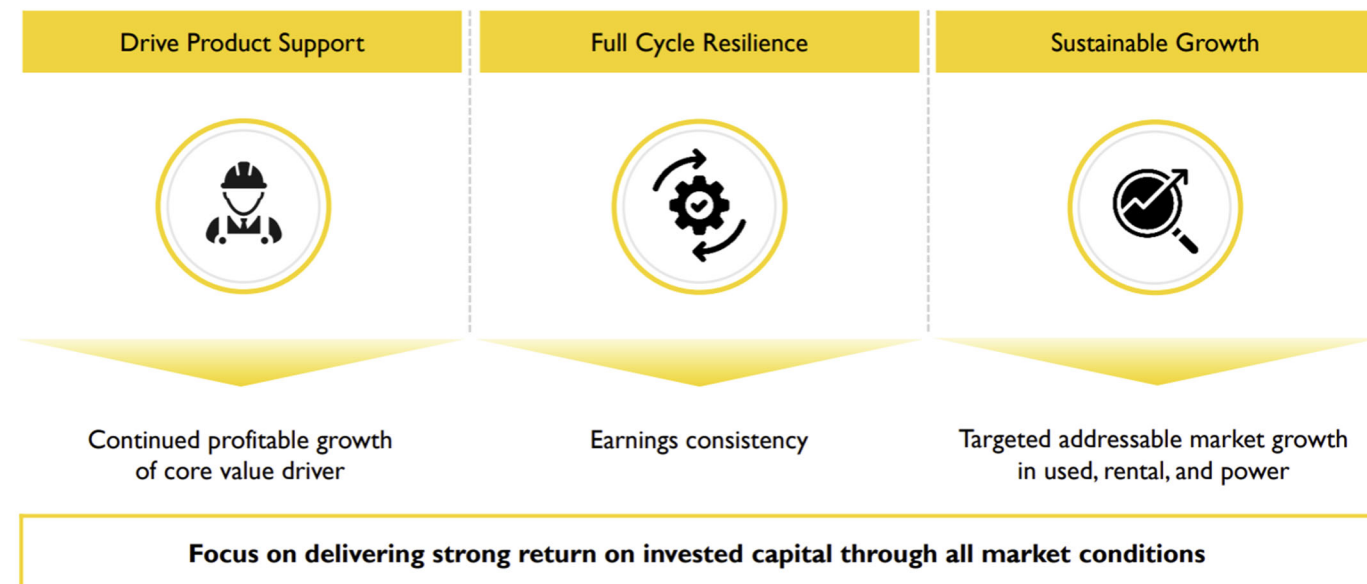 Drive Product Support
Full Cycle Resilience
Sustainable Growth
Continued profitable growth
of core value driver
Earnings consistency
Targeted addressable market growth
in used, rental, and power
Focus on delivering strong return on invested capital through all market conditions